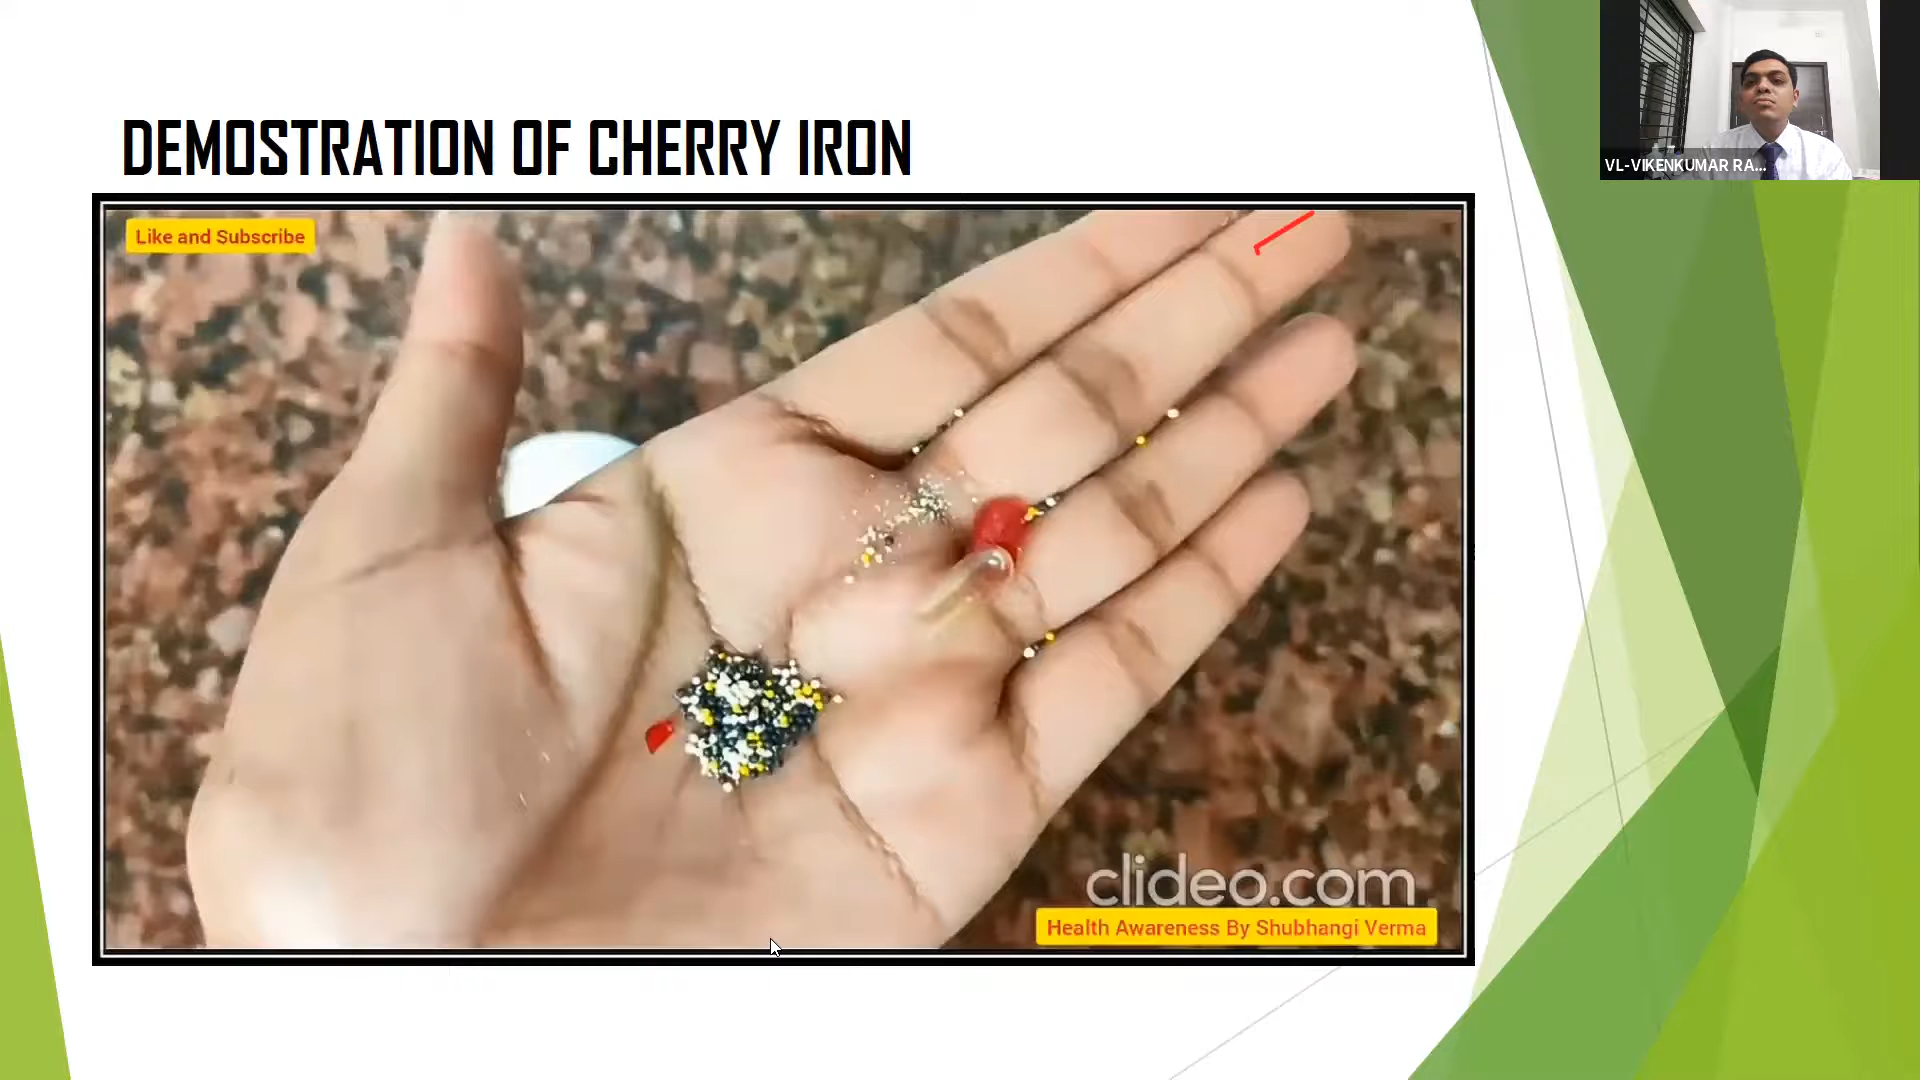 DEMOSTRATION OF CHERRY IRON
VL-VIKENKUMAR RA...
Like and Subscribe
clideo.com
Health Awareness By Shubhangi Verma